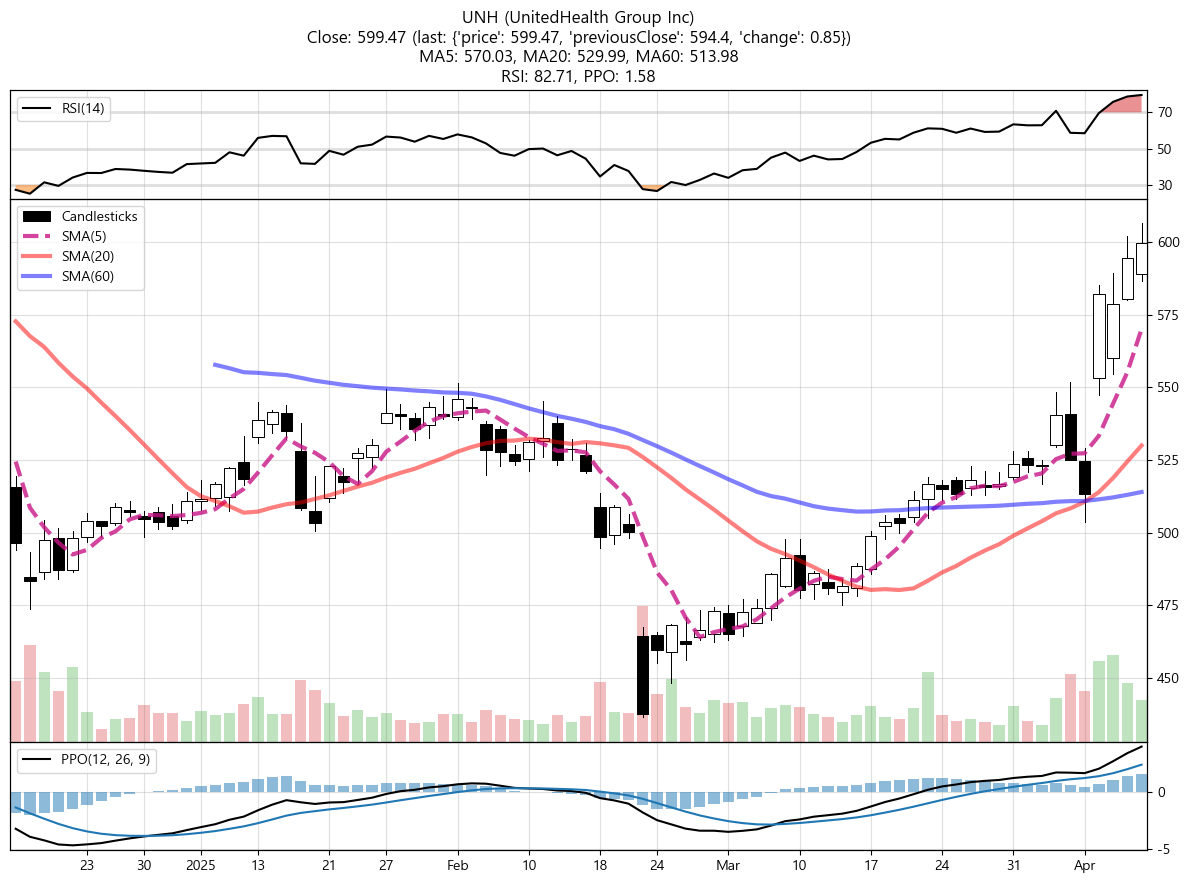 UNH (UnitedHealth Group Inc)
Close: 599.47 (last: {'price': 599.47, 'previousClose': 594.4, 'change': 0.85})
MA5: 570.03, MA20: 529.99, MA60: 513.98
RSI: 82.71, PPO: 1.58
RSI(14)
70
50
30
Candlesticks
SMA(5)
SMA(20)
SMA(60)
600
575
550
525
500
475
450
PPO(12, 26, 9)
0
-5
23 30 2025 13 21 27 Feb 10 18 24 Mar 10 17 24 31 Apr